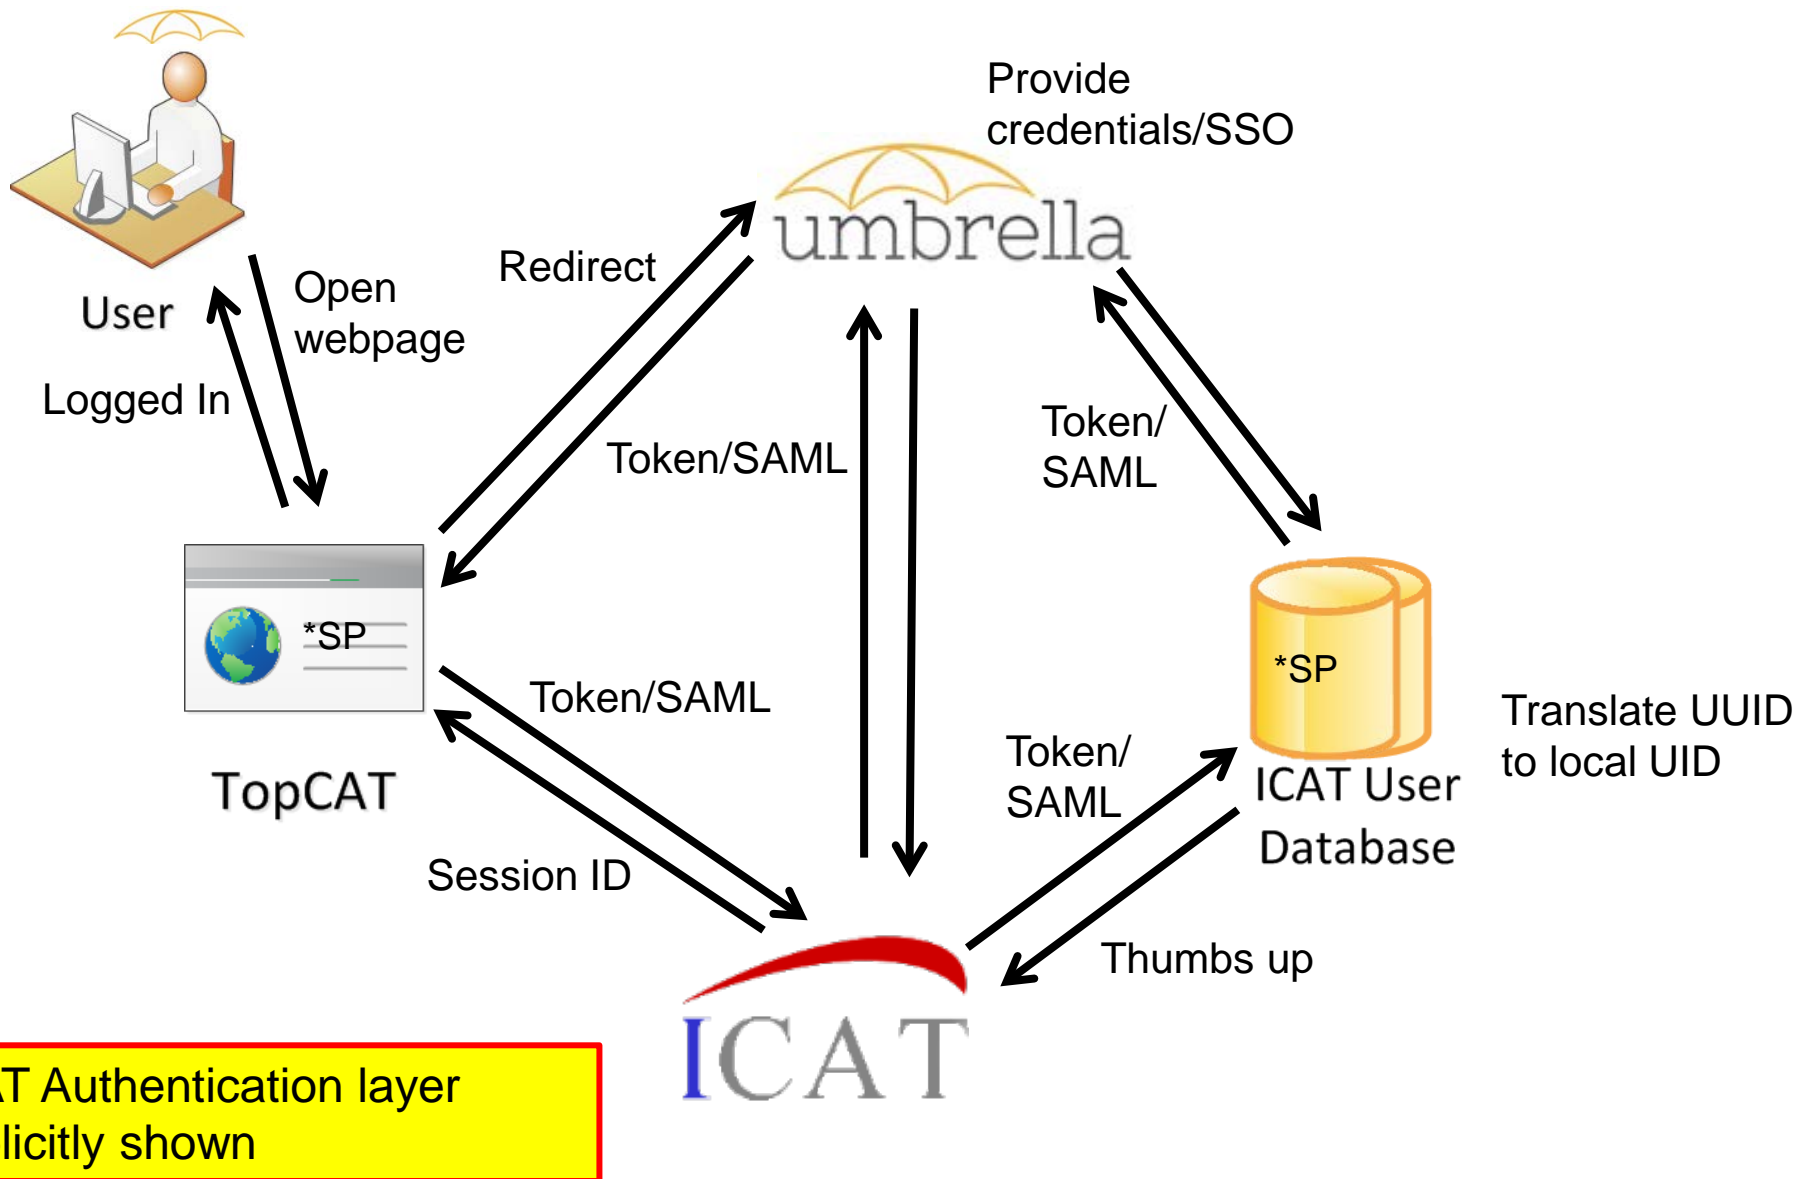 Provide
credentials/SSO
umbrella
User
Open
webpage
Redirect
Logged In
Token/SAML
Token/
SAML
*SP
*SP
Token/SAML
Translate UUID
to local UID
Token/
SAML
TopCAT
ICAT User
Database
Session ID
Thumbs up
ICAT
AT Authentication layer
licitly shown